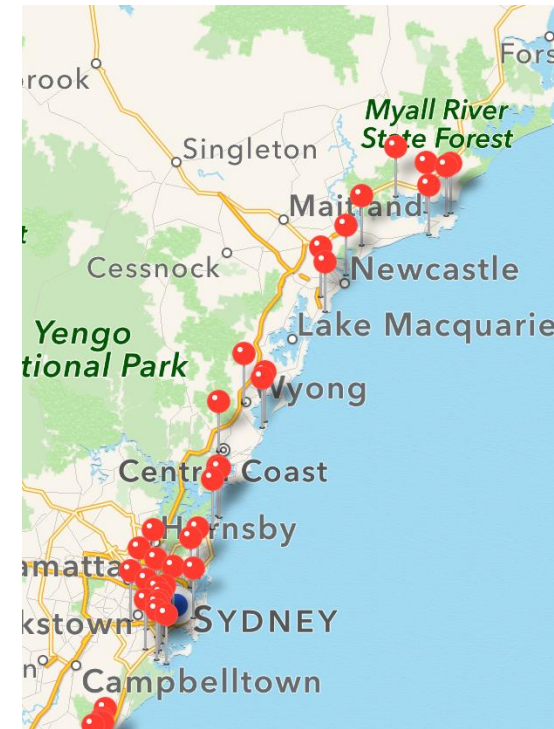 Fors
rook
Myall River
State Forest
Singleton
Maitland
Cessnock
Newcastle
Lake Macquarie
Yengo
tional Park
Wyong
Central Coast
Hornsby
amatta
SYDNEY
kstown
n
Campbelltown